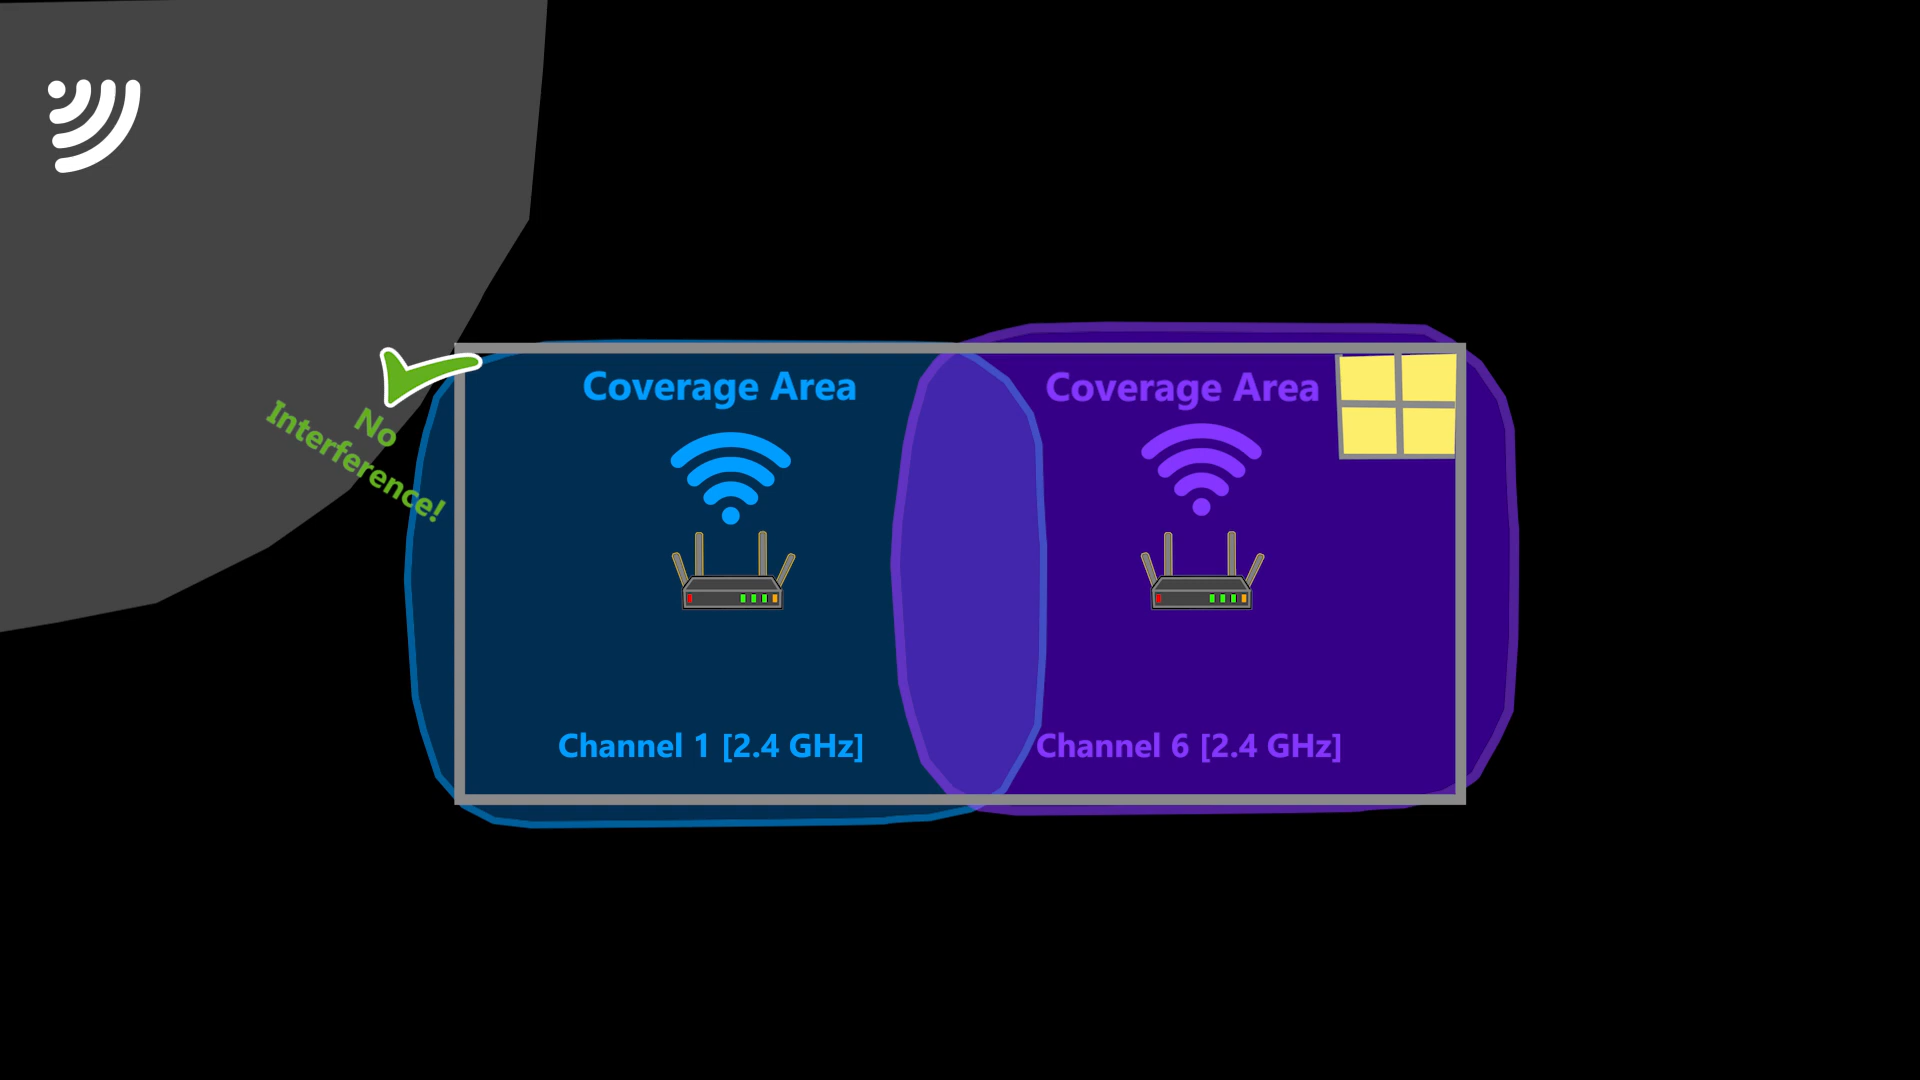 Coverage Area
Coverage Area
No
Interference!
Channel 1 [2.4 GHz]
Channel 6 [2.4 GHz]